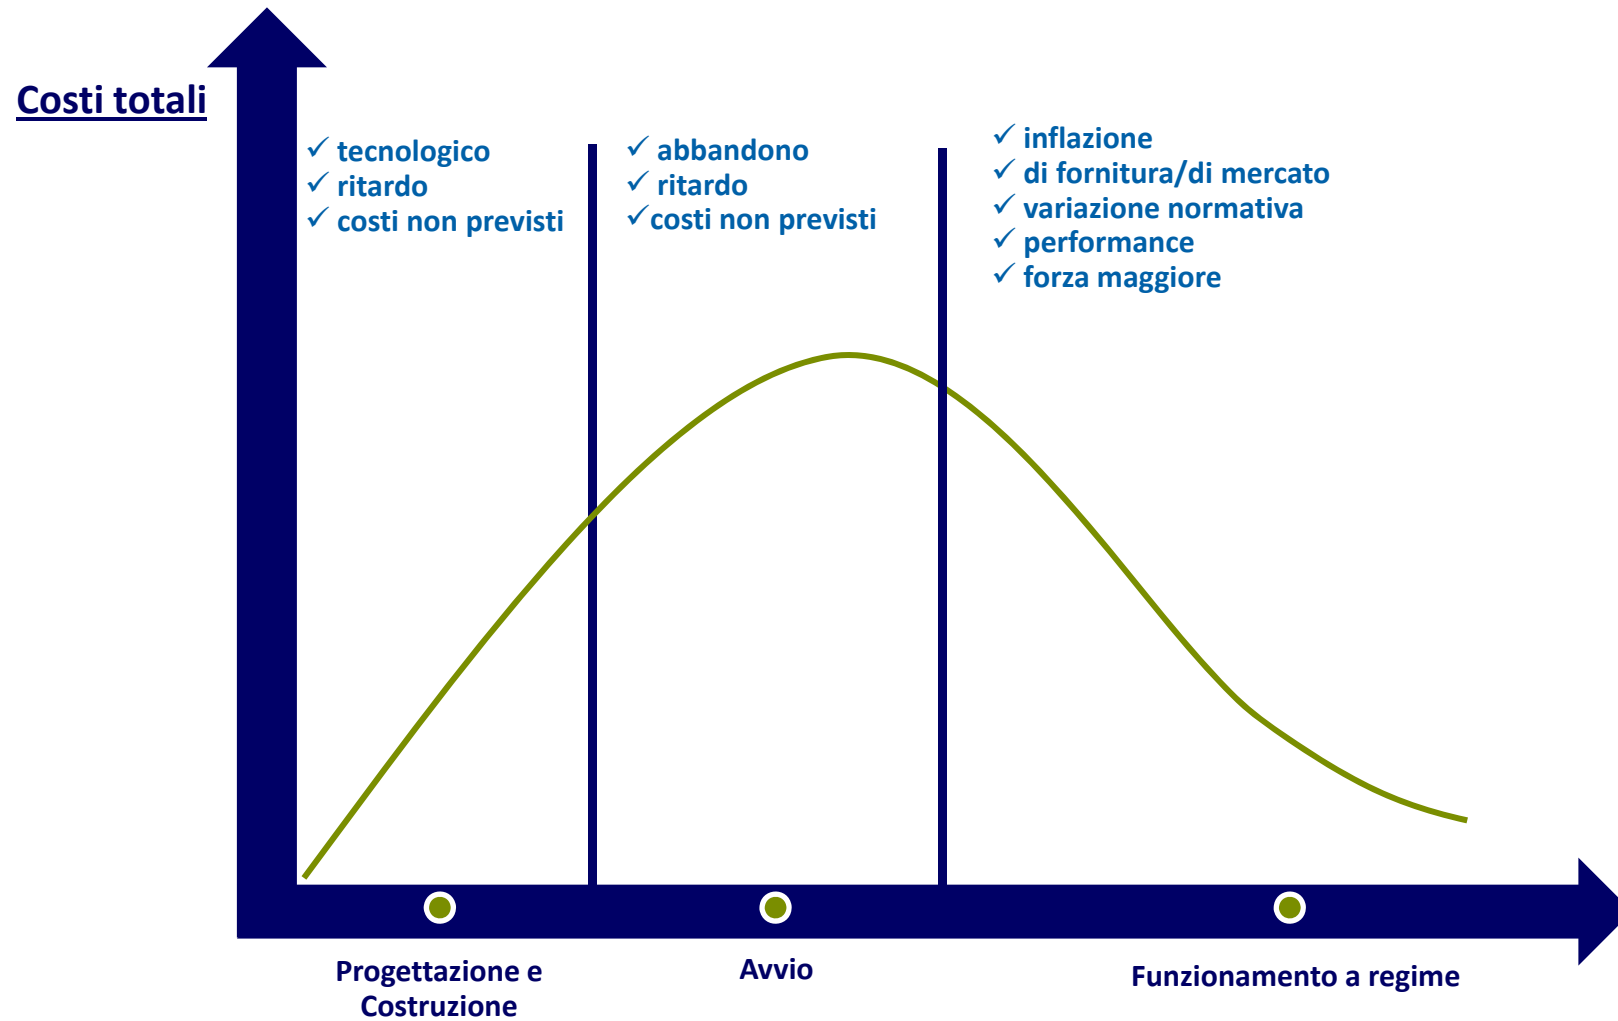 Costi totali
✓ tecnologico
✓ ritardo
✓ costi non previsti
✓ abbandono
✓ ritardo
✓ costi non previsti
✓ inflazione
✓ di fornitura/di mercato
✓ variazione normativa
✓ performance
✓ forza maggiore
Progettazione e
Costruzione
Avvio
Funzionamento a regime